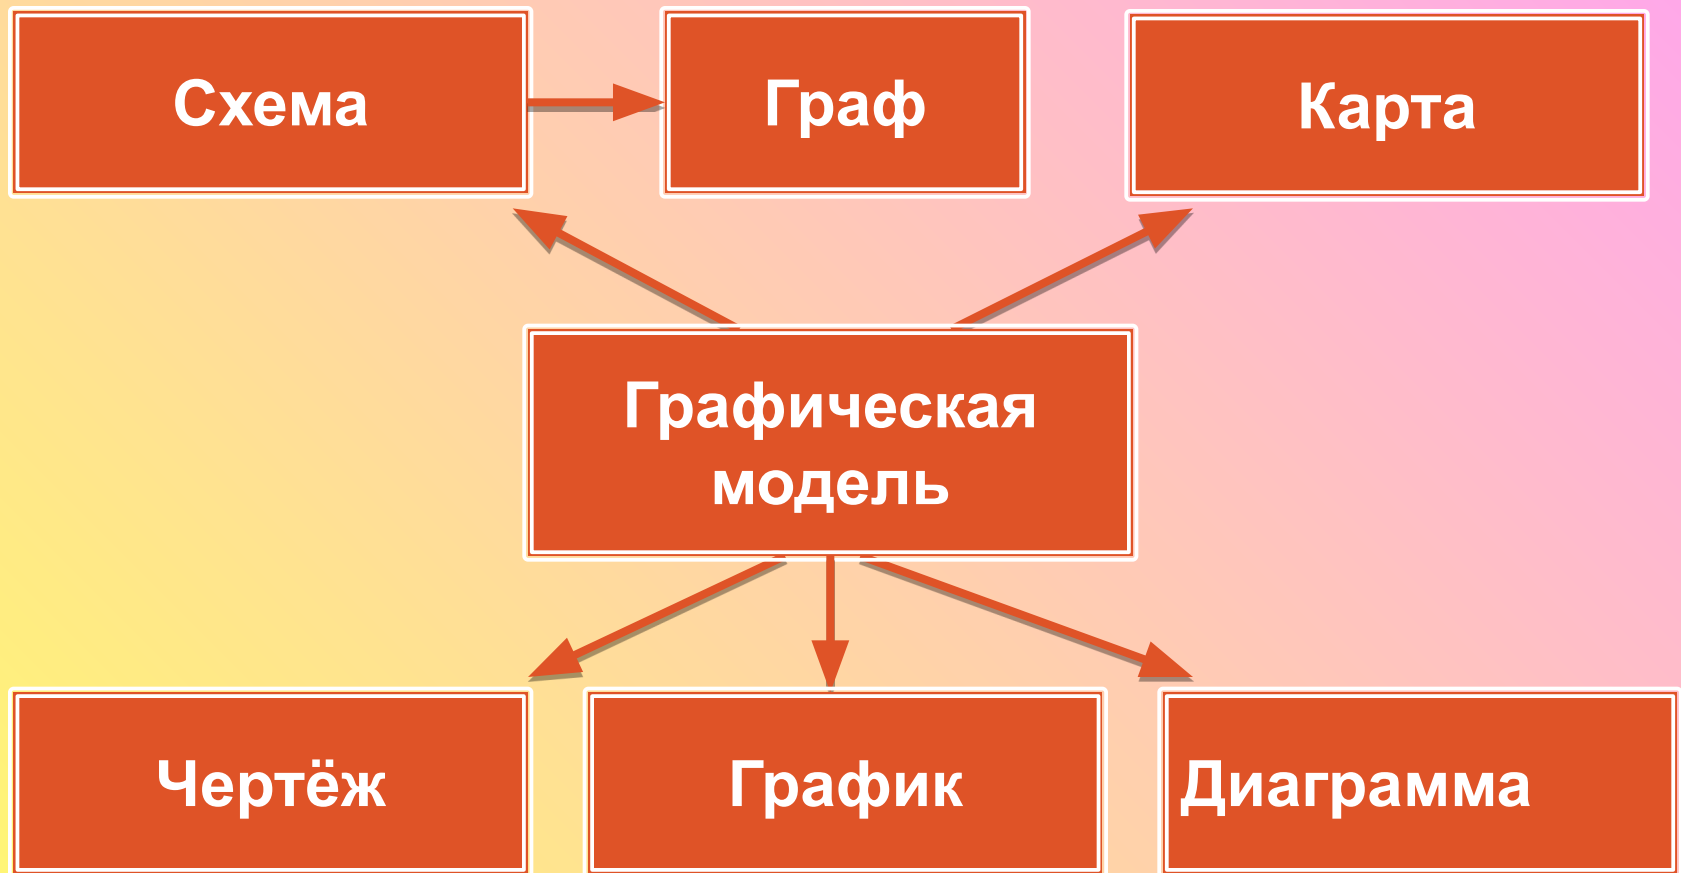 Схема
Граф
Карта
Графическая
модель
Чертёж
График
Диаграмма